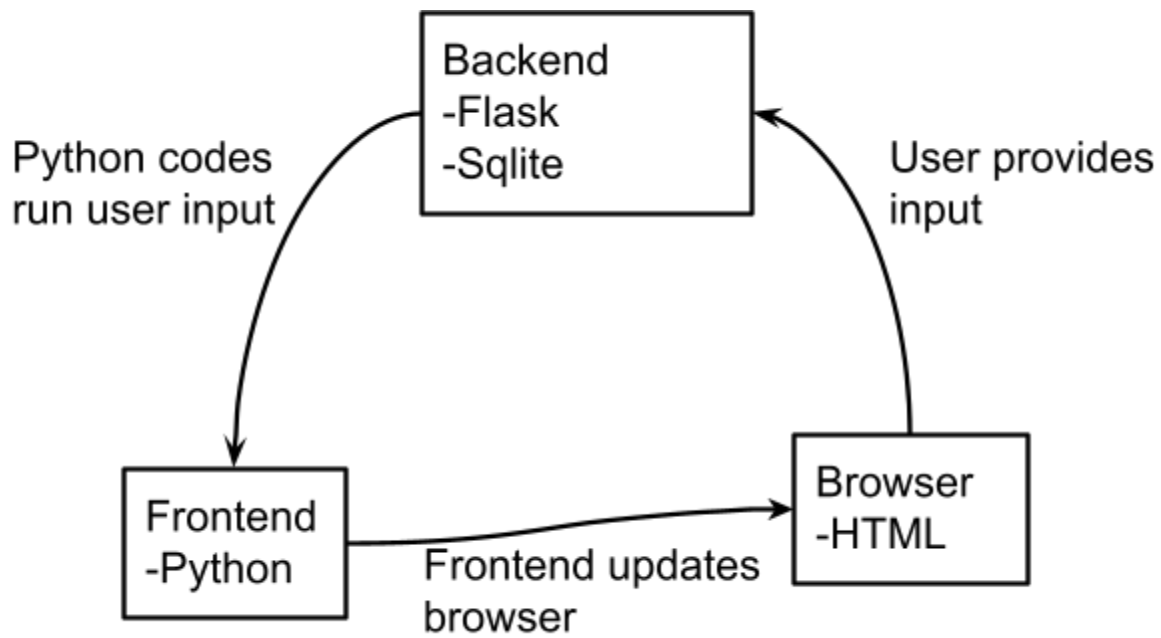 Backend
-Flask
-Sqlite
Python codes
run user input
User provides
input
Frontend
-Python
Frontend updates
browser
Browser
-HTML